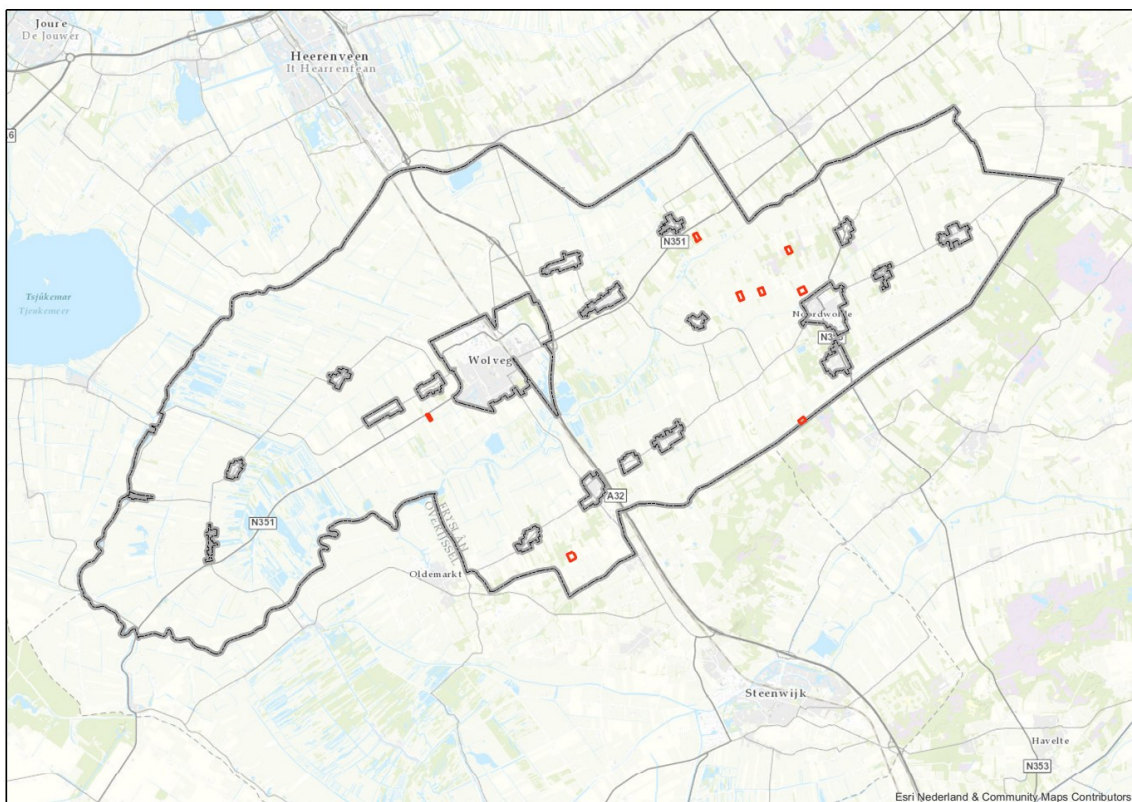 Joure
De Jouwer
Heerenveen
It Hearrenfean
6
N351
Tsjûkemar
Tjeukemeer
Noordwolde
Wolveg
A32
N351
FRYSLÂN
OVERIJSSEL
Oldemarkt
Steenwijk
Havelte
N353
Esri Nederland & Community Maps Contributors